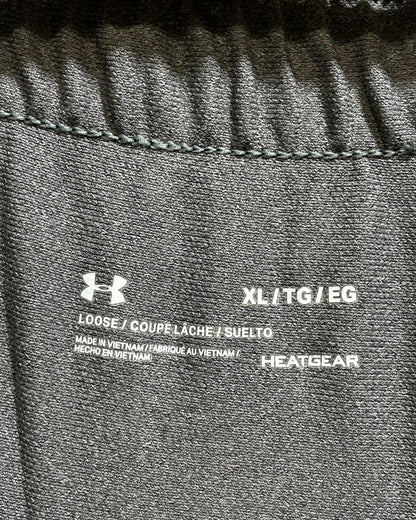 XL/TG/EG
LOOSE / COUPE LÂCHE / SUELTO
MADE IN VIETNAM / FABRIQUÉ AU VIETNAM /
HECHO EN VIETNAM
HEATGEAR